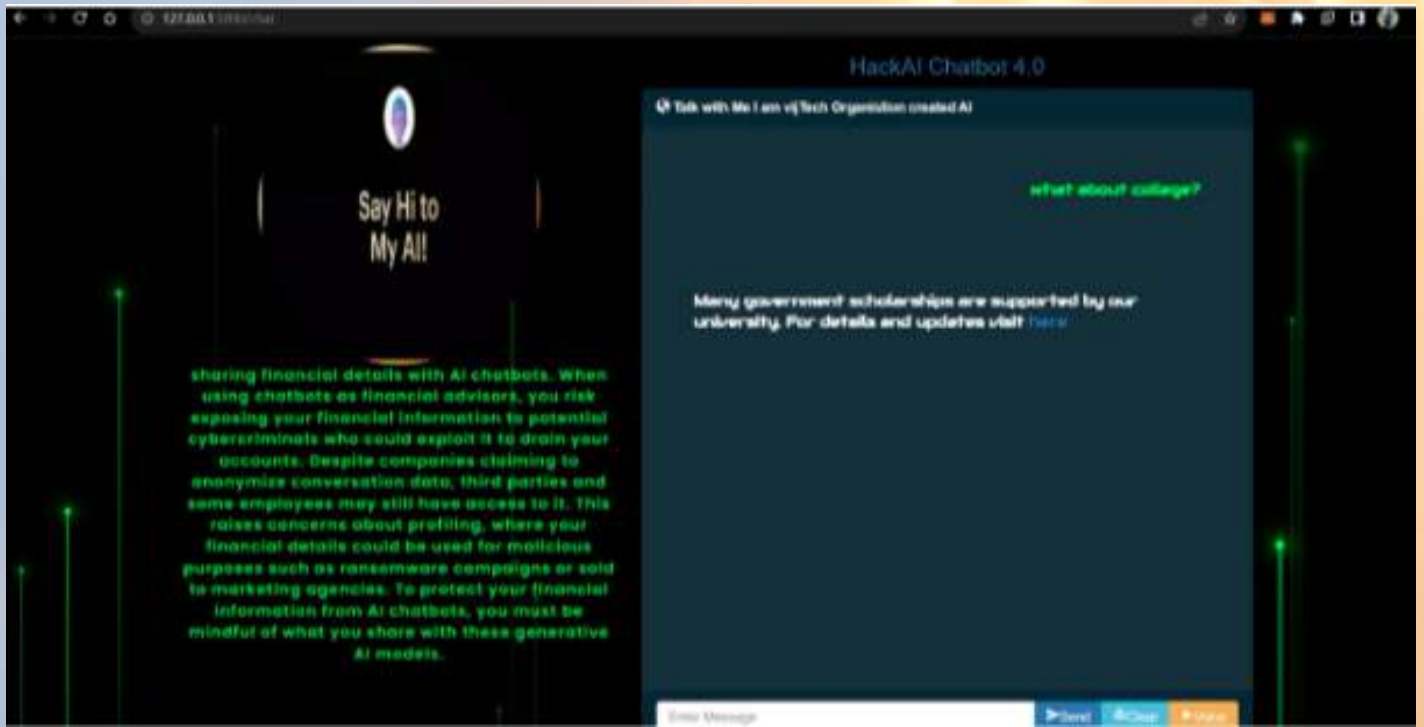 127.0.0.1
Say Hi to
My AI!
sharing financial details with AI chatbots. When
using chatbots as financial advisors, you risk
exposing your financial information to potential
cybercriminals who could exploit it to drain your
accounts. Despite companies claiming to
anonymize conversation data, third parties and
some employees may still have access to it. This
raises concerns about profiling, where your
financial details could be used for malicious
purposes such as ransomware campaigns or sold
to marketing agencies. To protect your financial
information from AI chatbots, you must be
mindful of what you share with these generative
AI models.
HackAI Chatbot 4.0
Talk with Me I am vijTech Organistion created AI
what about college?
Many government scholarships are supported by our
university. For details and updates visit here
Enter Message
Send
Clear